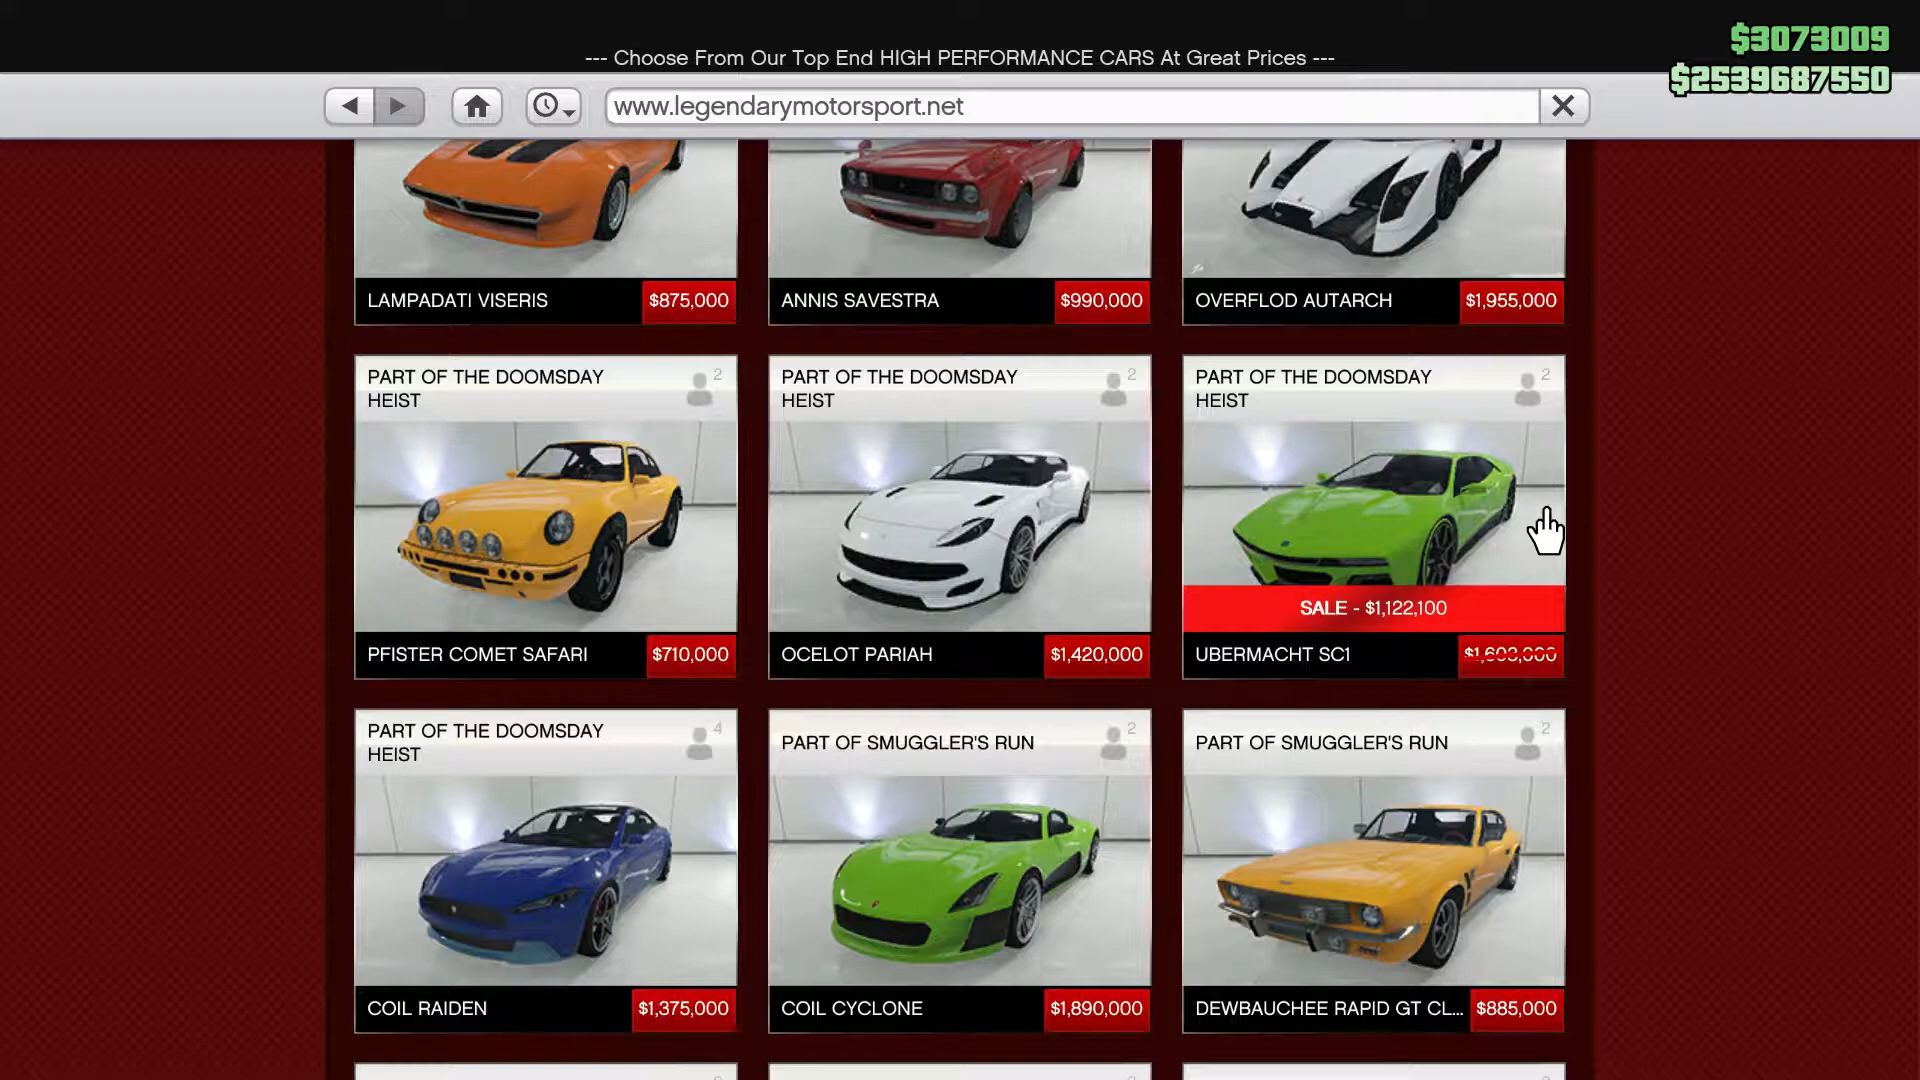 $3073009
--- Choose From Our Top End HIGH PERFORMANCE CARS At Great Prices ---
$2539687550
www.legendarymotorsport.net
LAMPADATI VISERIS $875,000
ANNIS SAVESTRA $990,000
OVERFLOD AUTARCH $1,955,000
PART OF THE DOOMSDAY
HEIST
2
PART OF THE DOOMSDAY
HEIST
2
PART OF THE DOOMSDAY
HEIST
2
SALE - $1,122,100
PFISTER COMET SAFARI $710,000
OCELOT PARIAH $1,420,000
UBERMACHT SC1 $1,603,000
PART OF THE DOOMSDAY
HEIST
4
PART OF SMUGGLER'S RUN 2
PART OF SMUGGLER'S RUN 2
COIL RAIDEN $1,375,000
COIL CYCLONE $1,890,000
DEWBAUCHEE RAPID GT CL... $885,000